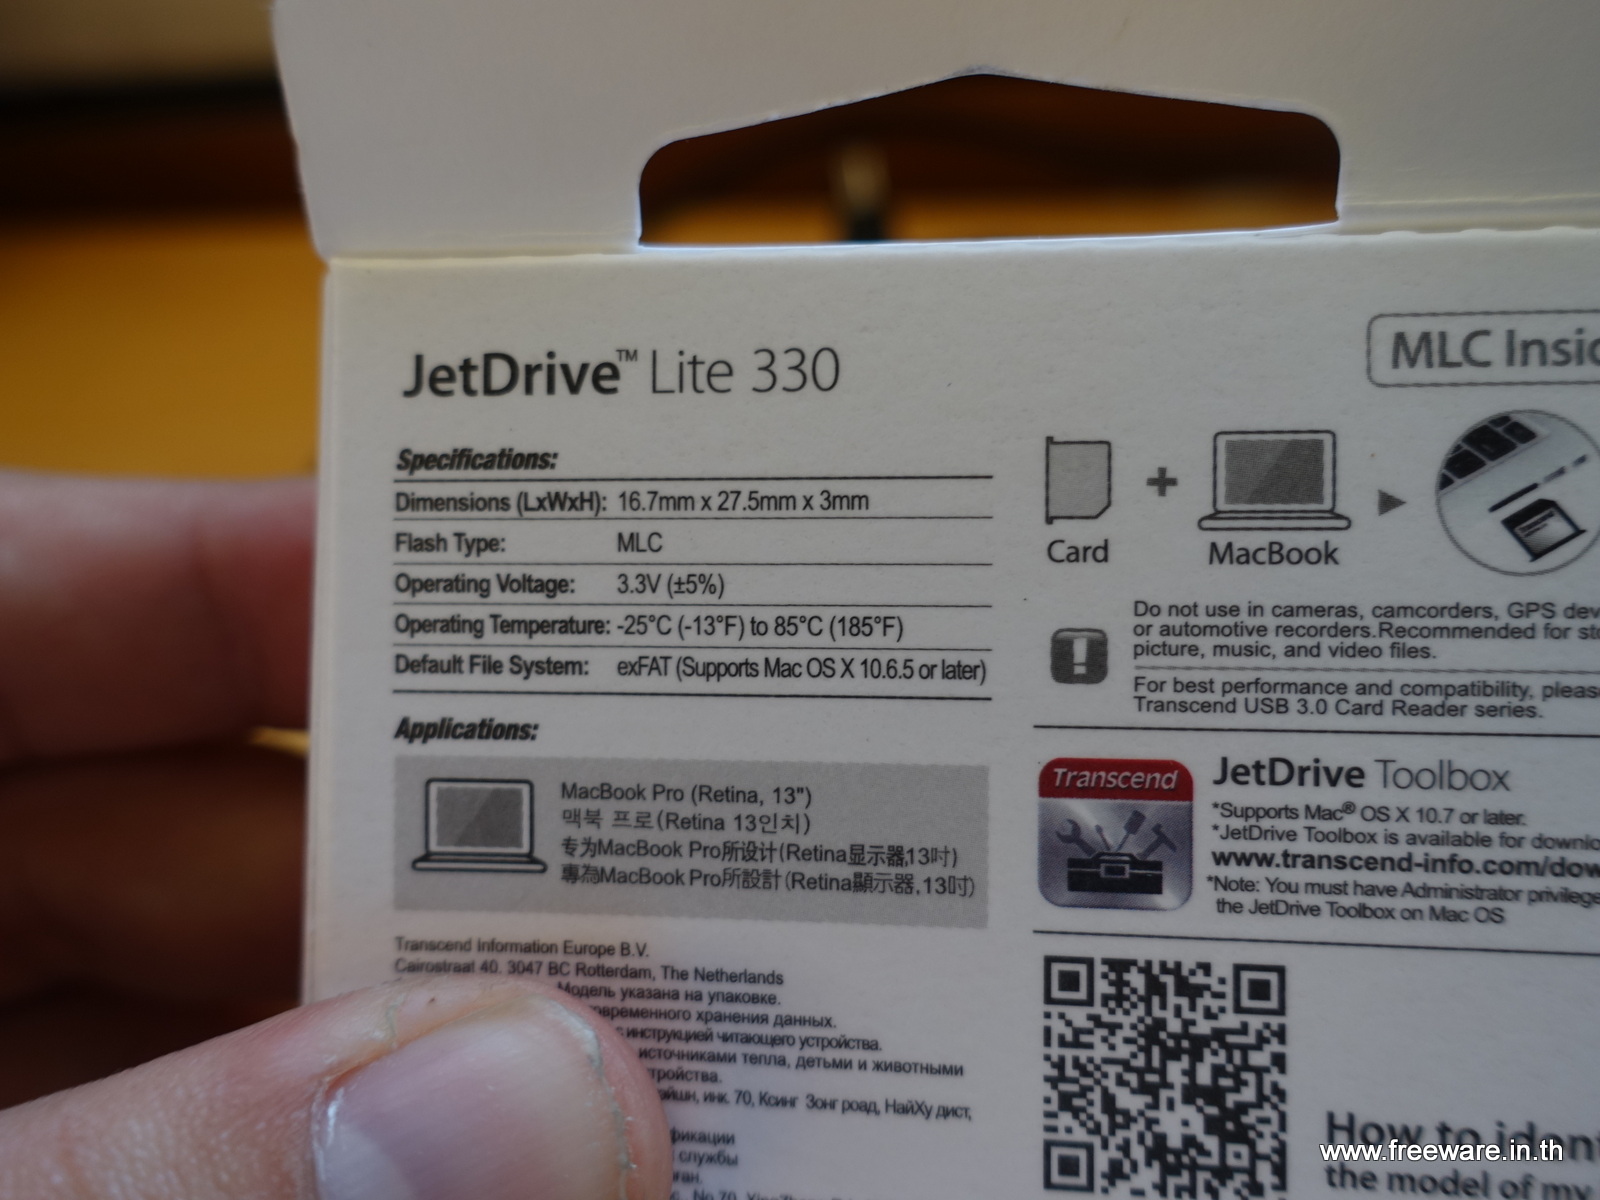 JetDrive™ Lite 330
Specifications:
Dimensions (LxWxH): 16.7mm x 27.5mm x 3mm
Flash Type: MLC
Operating Voltage: 3.3V (±5%)
Operating Temperature: -25°C (-13°F) to 85°C (185°F)
Default File System: exFAT (Supports Mac OS X 10.6.5 or later)
Applications:
MacBook Pro (Retina, 13")
맥북 프로(Retina 13인치)
专为MacBook Pro所设计(Retina显示器,13吋)
專為MacBook Pro所設計(Retina顯示器,13吋)
Transcend Information Europe B.V.
Cairostraat 40. 3047 BC Rotterdam, The Netherlands
Модель указана на упаковке.
хранения данных.
с инструкцией читающего устройства.
источниками тепла, детьми и животными
инк. 70, Ксинг Зонг роад, НайХу дист,
службы
No.70,
MLC
Card + MacBook
Do not use in cameras, camcorders, GPS
or automotive recorders.Recommended for
picture, music, and video files.
For best performance and compatibility,
Transcend USB 3.0 Card Reader series.
Transcend
JetDrive Toolbox
*Supports Mac® OS X 10.7 or later.
*JetDrive Toolbox is available for
www.transcend-info.com/dow
*Note: You must have Administrator
the JetDrive Toolbox on Mac OS
How to
the model of my
www.freeware.in.th